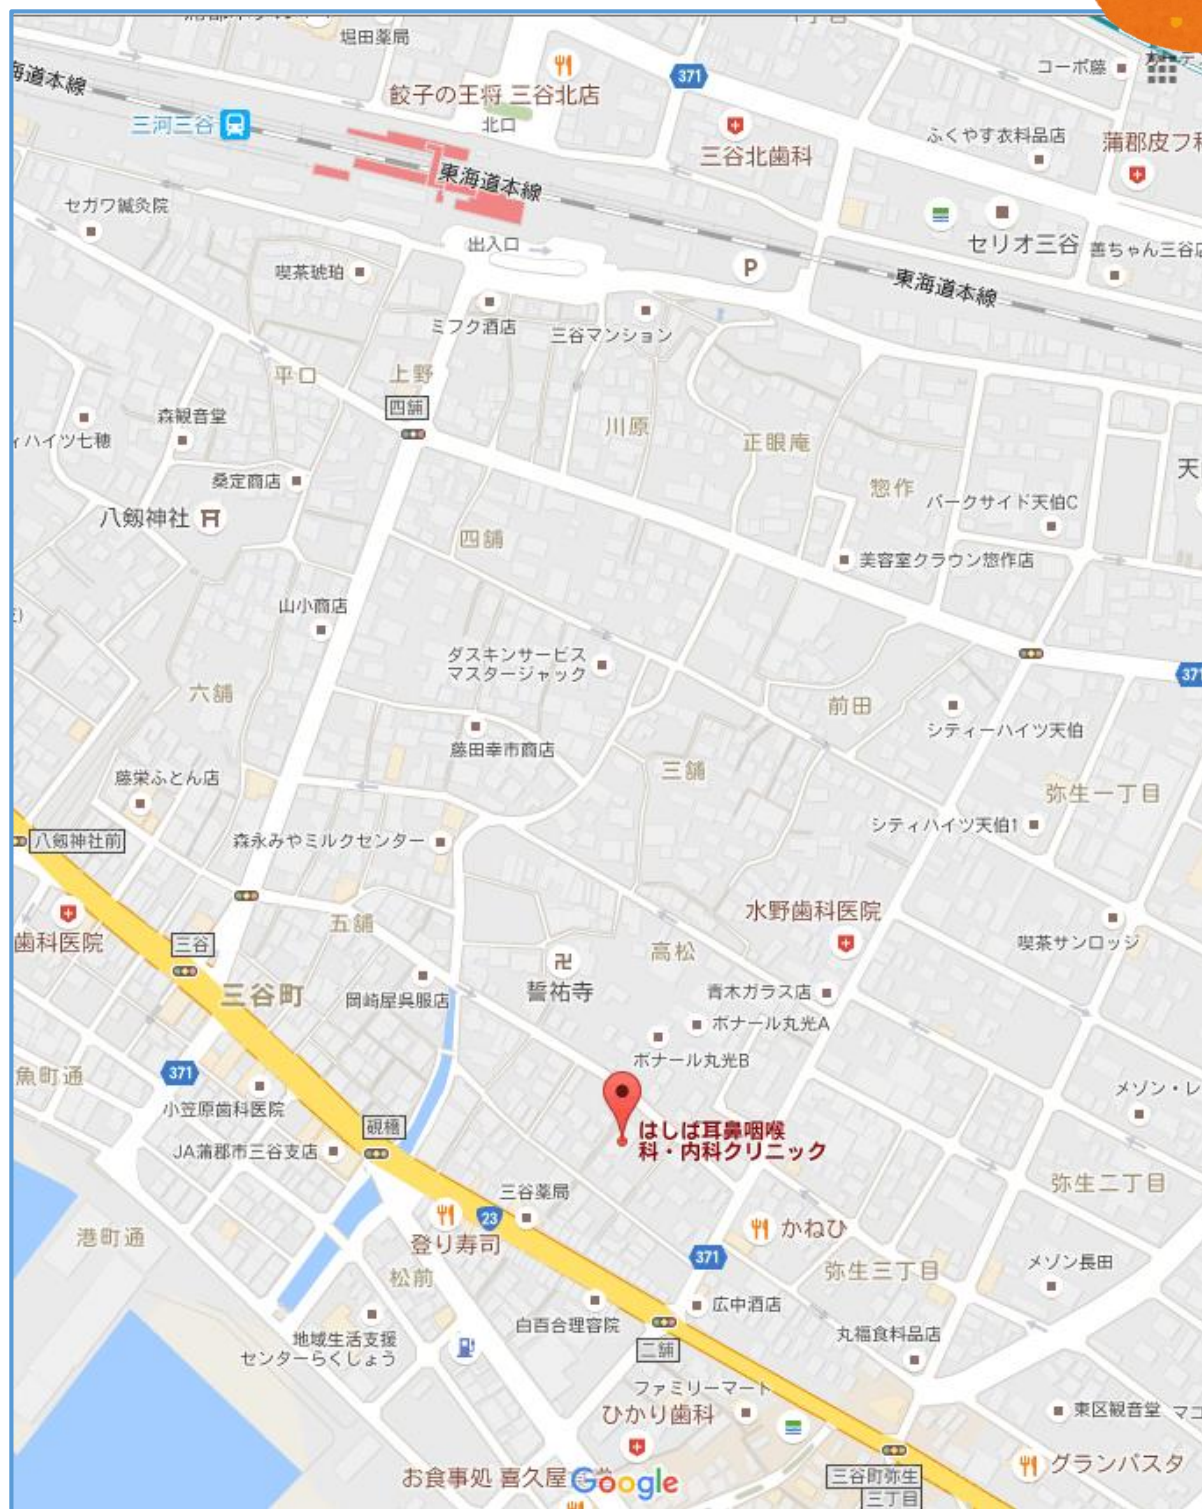 堀田薬局
丁目
コーポ藤
371
海道本線
餃子の王将 三谷北店
北口
三河三谷
三谷北歯科
ふくやす衣料品店
蒲郡皮フ科
東海道本線
セガワ鍼灸院
出入口
セリオ三谷
善ちゃん三谷店
喫茶琥珀
P
東海道本線
ミフク酒店
三谷マンション
平口
上野
四舗
森観音堂
川原
ィハイツ七穂
正眼庵
天
桑定商店
惣作
パークサイド天伯C
八剱神社
四舗
美容室クラウン惣作店
山小商店
ダスキンサービス
マスタージャック
371
六舗
前田
シティーハイツ天伯
藤田幸市商店
三舗
藤栄ふとん店
弥生一丁目
シティハイツ天伯1
八剱神社前
森永みやミルクセンター
水野歯科医院
五舗
歯科医院
三谷
高松
喫茶サンロッジ
三谷町
岡崎屋呉服店
誓祐寺
青木ガラス店
ボナール丸光A
ボナール丸光B
魚町通
371
メゾン・レ
小笠原歯科医院
硯橋
はしば耳鼻咽喉
科・内科クリニック
JA蒲郡市三谷支店
三谷薬局
弥生二丁目
23
かねひ
港町通
登り寿司
371
弥生三丁目
メゾン長田
松前
広中酒店
白百合理容院
地域生活支援
センターらくしょう
丸福食料品店
二舗
ファミリーマート
ひかり歯科
東区観音堂
マコ
グランパスタ
お食事処 喜久屋
Google
三谷町弥生
三丁目